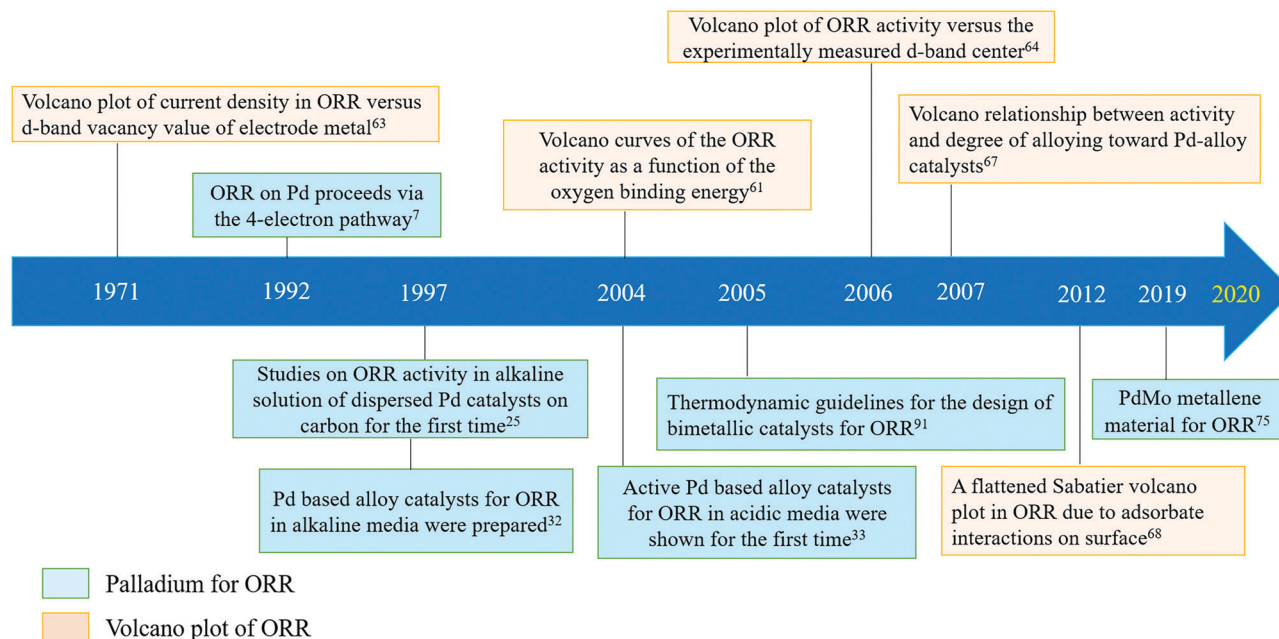 Volcano plot of ORR activity versus the
experimentally measured d-band center⁶⁴
Volcano plot of current density in ORR versus
d-band vacancy value of electrode metal⁶³
Volcano relationship between activity
and degree of alloying toward Pd-alloy
catalysts⁶⁷
Volcano curves of the ORR
activity as a function of the
oxygen binding energy⁶¹
ORR on Pd proceeds via
the 4-electron pathway⁷
1971 1992 1997 2004 2005 2006 2007 2012 2019 2020
Studies on ORR activity in alkaline
solution of dispersed Pd catalysts on
carbon for the first time²⁵
Thermodynamic guidelines for the design of
bimetallic catalysts for ORR⁹¹
PdMo metallene
material for ORR⁷⁵
Pd based alloy catalysts for ORR
in alkaline media were prepared³²
Active Pd based alloy catalysts
for ORR in acidic media were
shown for the first time³³
A flattened Sabatier volcano
plot in ORR due to adsorbate
interactions on surface⁶⁸
Palladium for ORR
Volcano plot of ORR